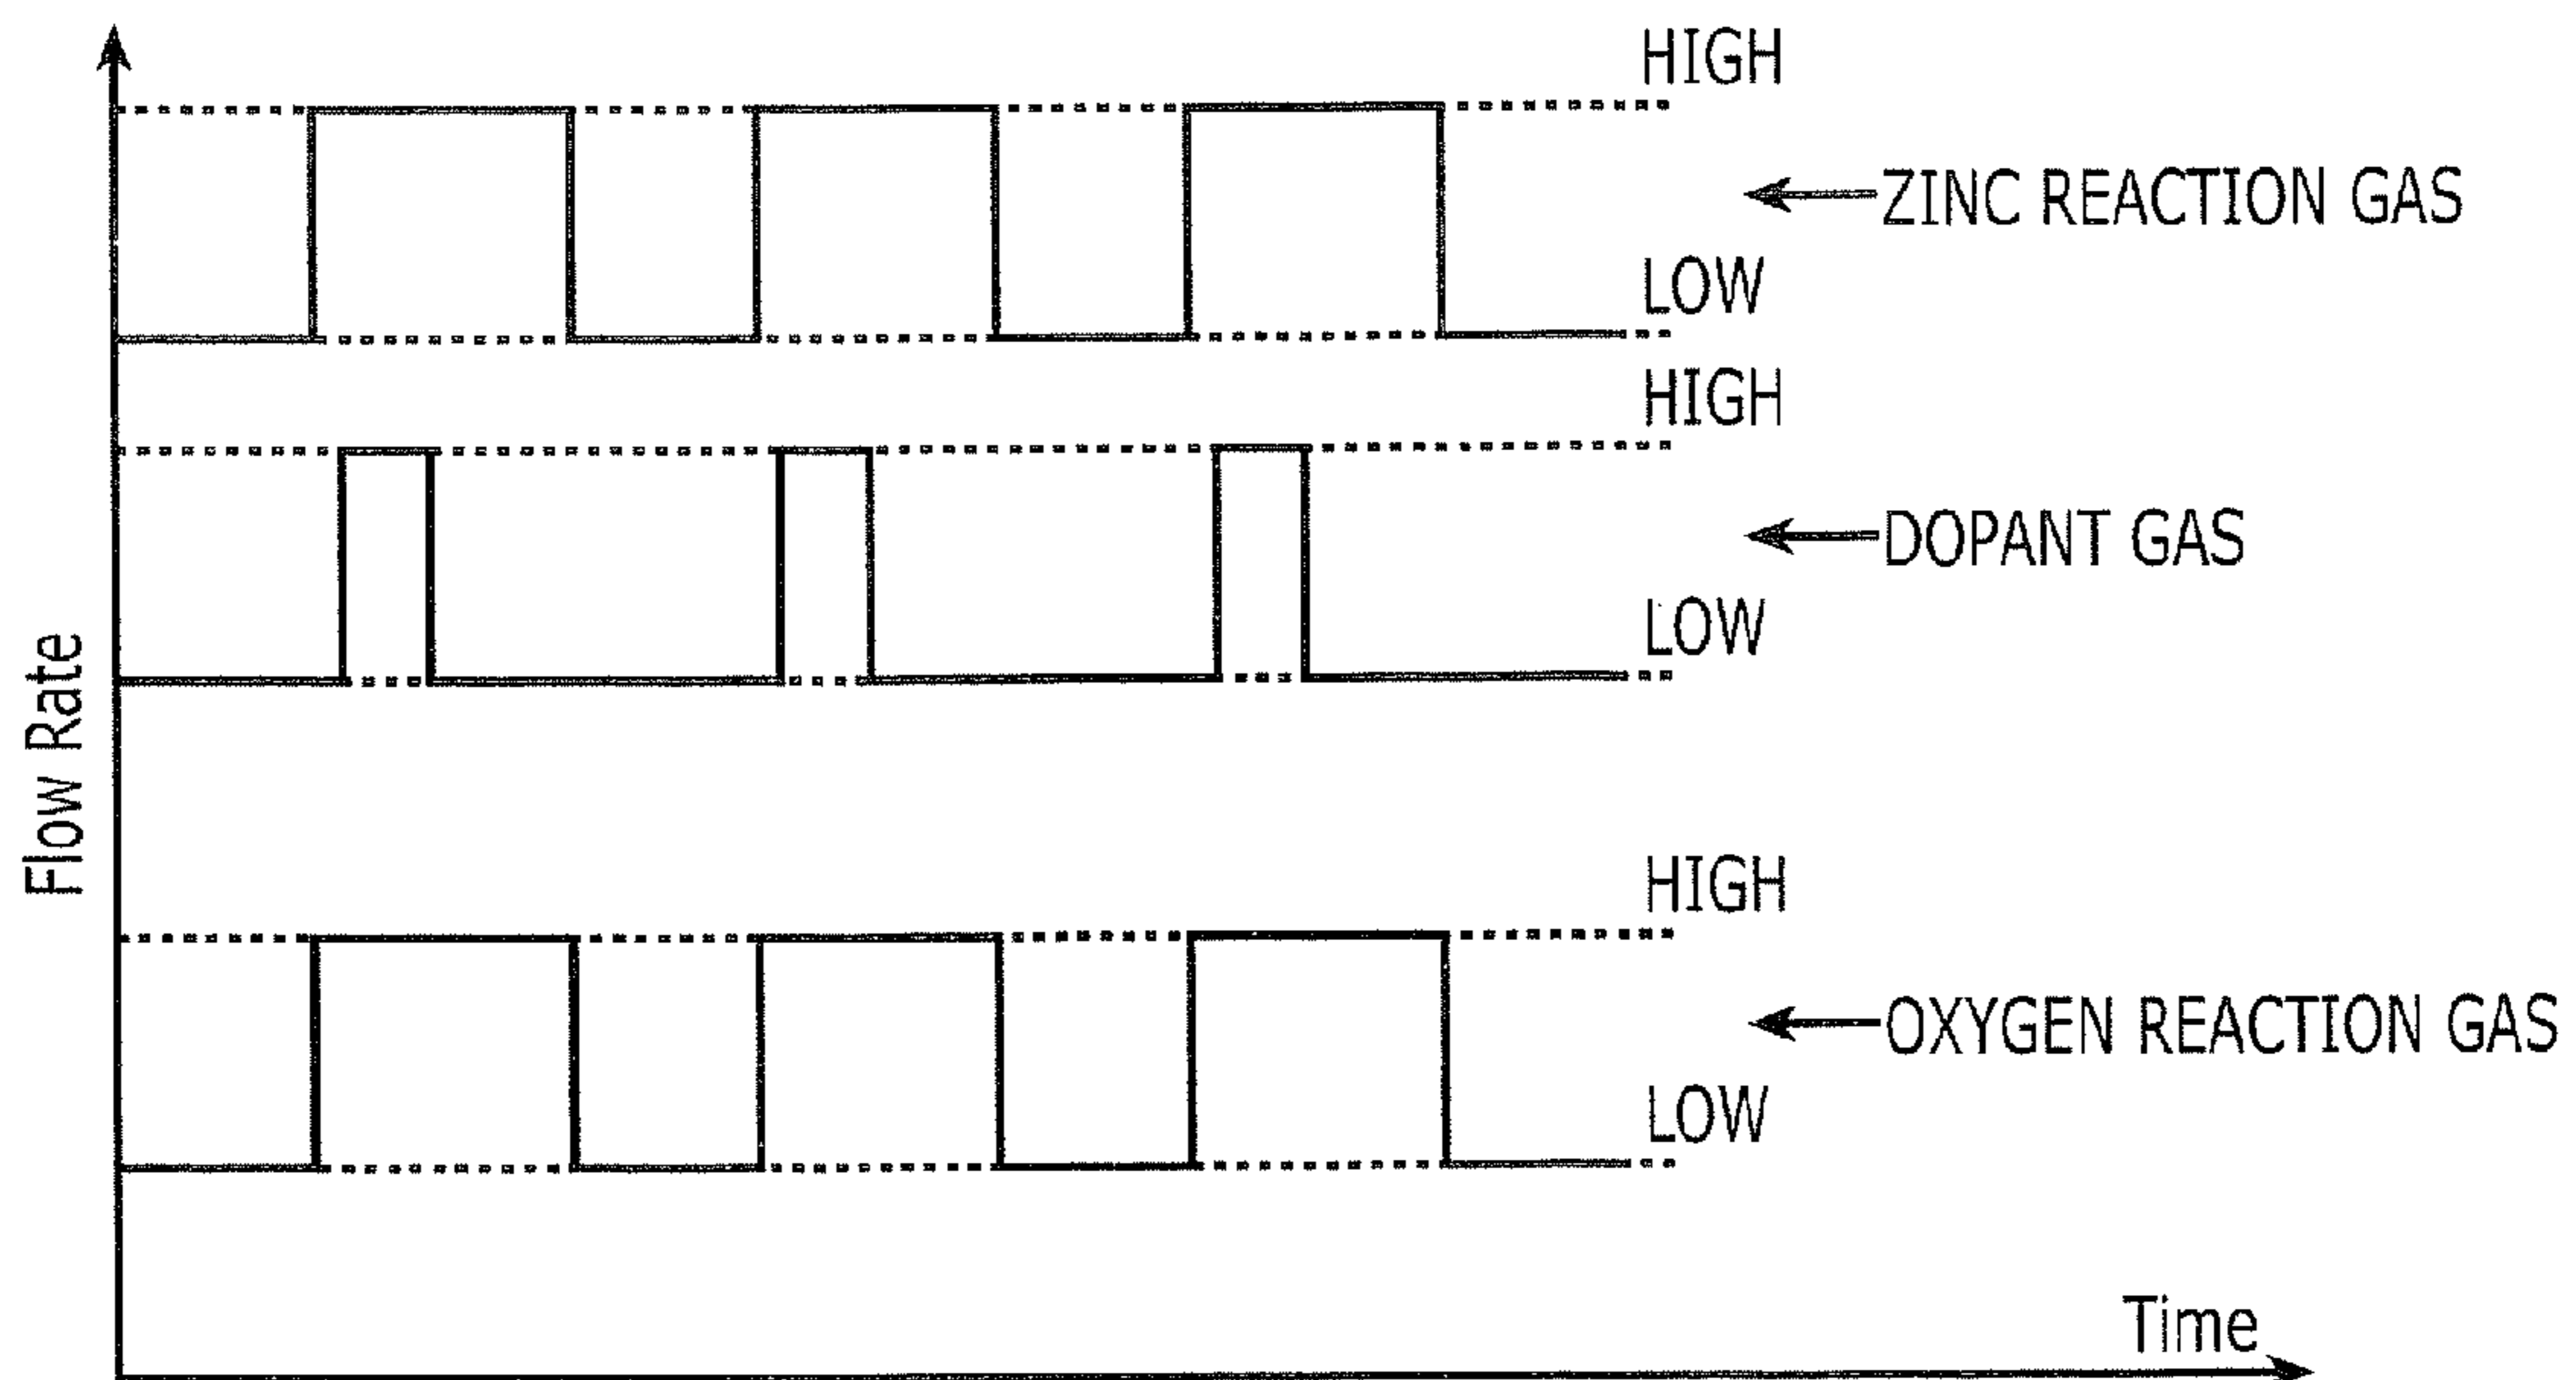 HIGH
ZINC REACTION GAS
LOW
HIGH
DOPANT GAS
LOW
Flow Rate
HIGH
OXYGEN REACTION GAS
LOW
Time